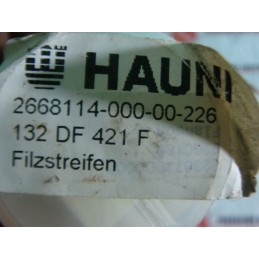 HAUNI
2668114-000-00-226
132 DF 421 F
Filzstreifen